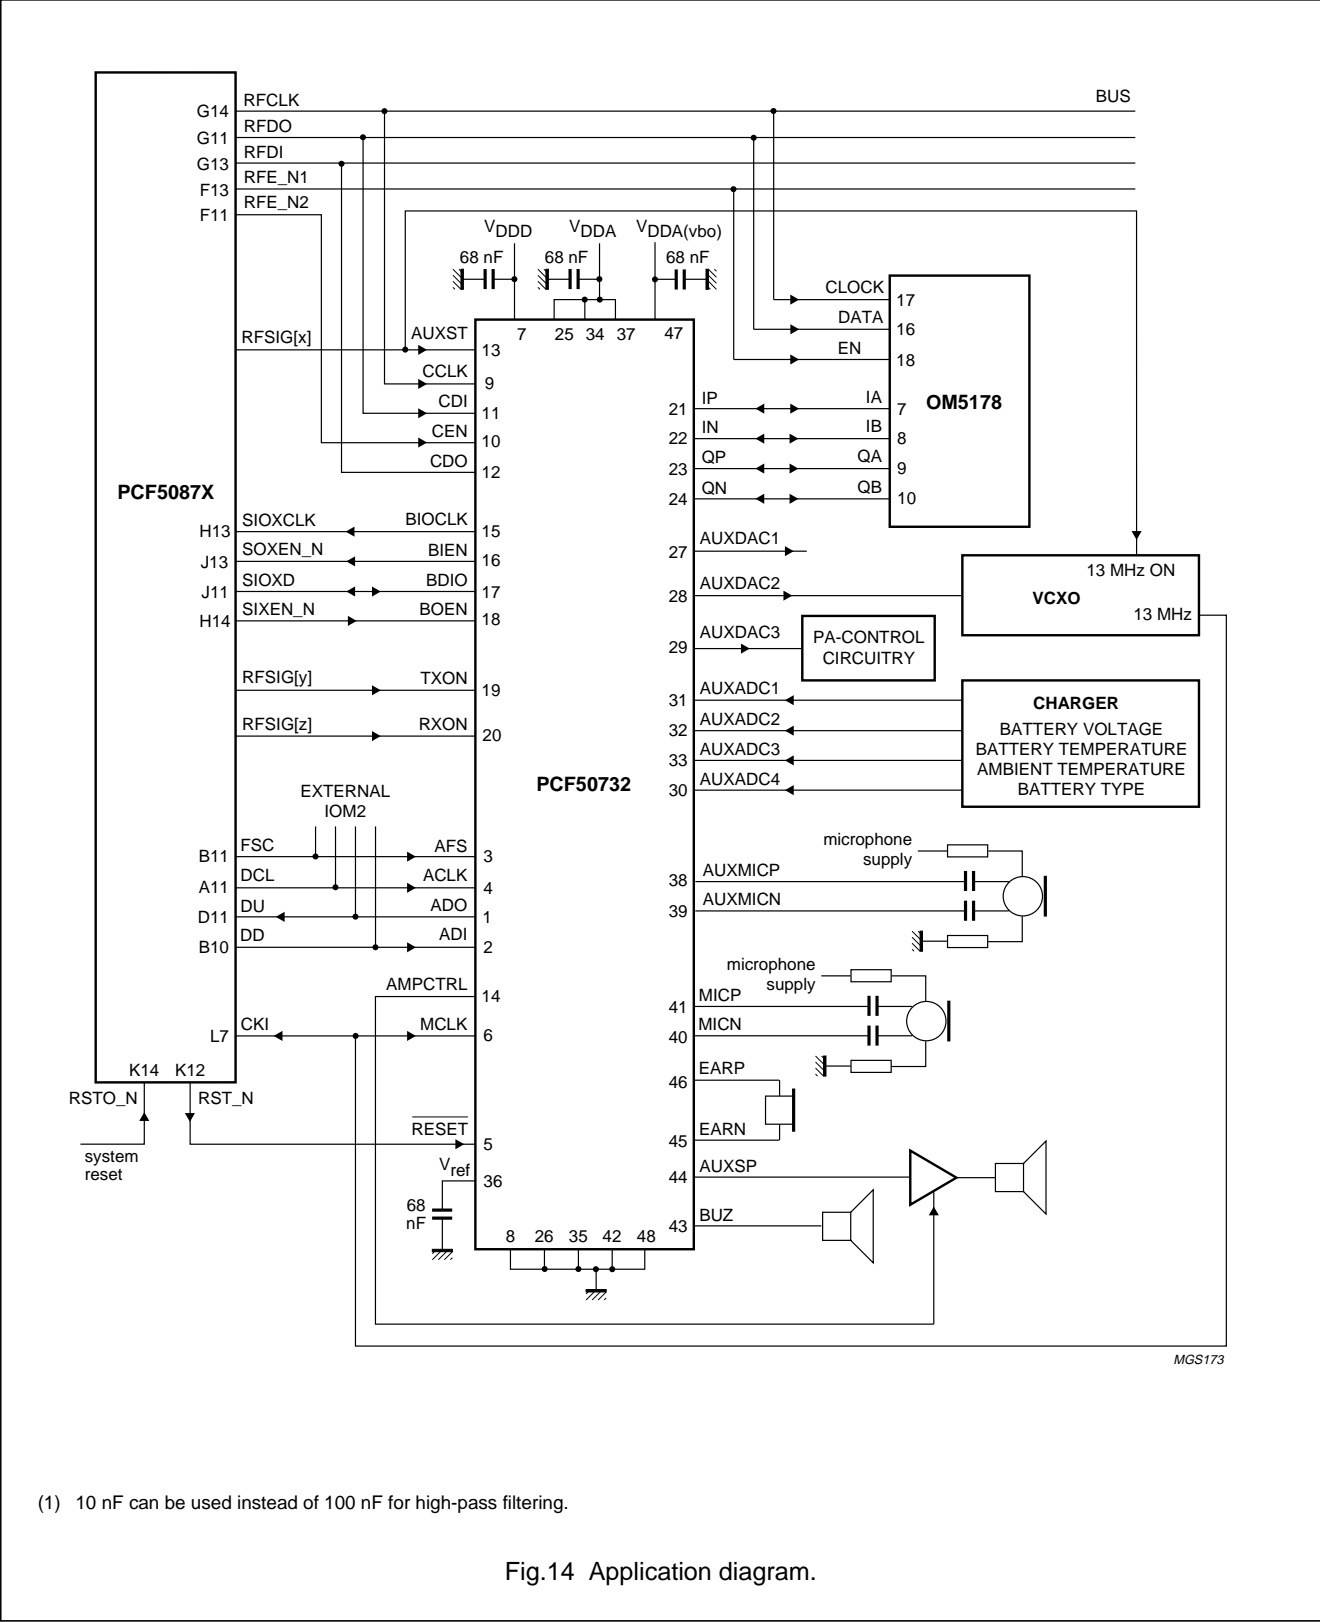 BUS
G14 RFCLK
G11 RFDO
G13 RFDI
F13 RFE_N1
F11 RFE_N2
VDDD VDDA VDDA(vbo)
68 nF 68 nF 68 nF
7 25 34 37 47
RFSIG[x] AUXST 13
CCLK 9
CDI 11
CEN 10
CDO 12
CLOCK 17
DATA 16
EN 18
OM5178
21 IP IA 7
22 IN IB 8
23 QP QA 9
24 QN QB 10
PCF5087X
H13 SIOXCLK BIOCLK 15
J13 SOXEN_N BIEN 16
J11 SIOXD BDIO 17
H14 SIXEN_N BOEN 18
RFSIG[y] TXON 19
RFSIG[z] RXON 20
PCF50732
27 AUXDAC1
28 AUXDAC2
29 AUXDAC3
13 MHz ON
VCXO
13 MHz
PA-CONTROL
CIRCUITRY
31 AUXADC1
32 AUXADC2
33 AUXADC3
30 AUXADC4
CHARGER
BATTERY VOLTAGE
BATTERY TEMPERATURE
AMBIENT TEMPERATURE
BATTERY TYPE
EXTERNAL
IOM2
B11 FSC AFS 3
A11 DCL ACLK 4
D11 DU ADO 1
B10 DD ADI 2
AMPCTRL 14
L7 CKI MCLK 6
K14 K12
RSTO_N RST_N
system
reset
RESET 5
Vref 36
68
nF
8 26 35 42 48
microphone
supply
38 AUXMICP
39 AUXMICN
microphone
supply
41 MICP
40 MICN
46 EARP
45 EARN
44 AUXSP
43 BUZ
MGS173
(1) 10 nF can be used instead of 100 nF for high-pass filtering.
Fig.14 Application diagram.